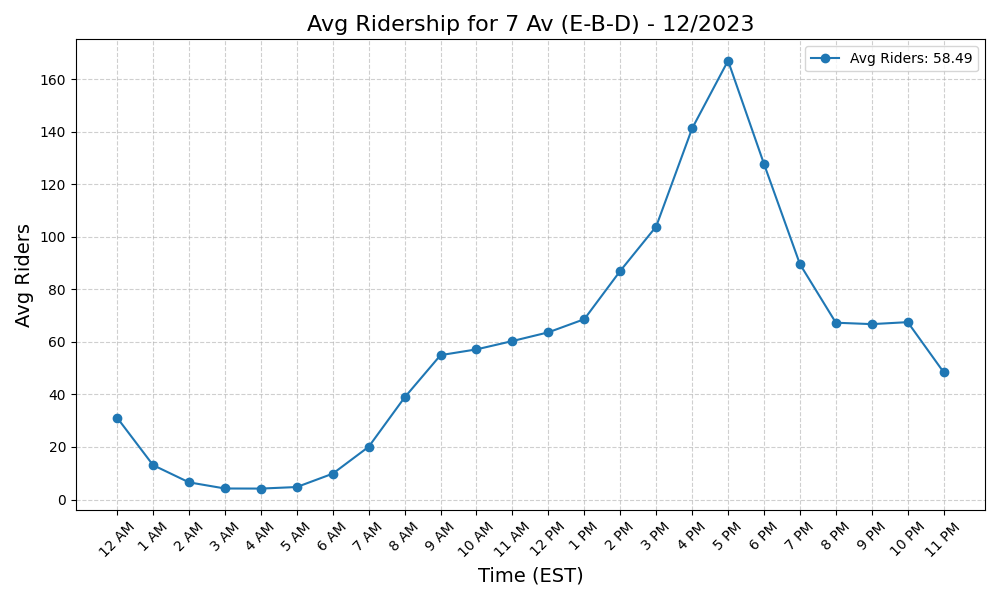 Avg Ridership for 7 Av (E-B-D) - 12/2023
Avg Riders: 58.49
Avg Riders
160
140
120
100
80
60
40
20
0
12 AM
1 AM
2 AM
3 AM
4 AM
5 AM
6 AM
7 AM
8 AM
9 AM
10 AM
11 AM
12 PM
1 PM
2 PM
3 PM
4 PM
5 PM
6 PM
7 PM
8 PM
9 PM
10 PM
11 PM
Time (EST)